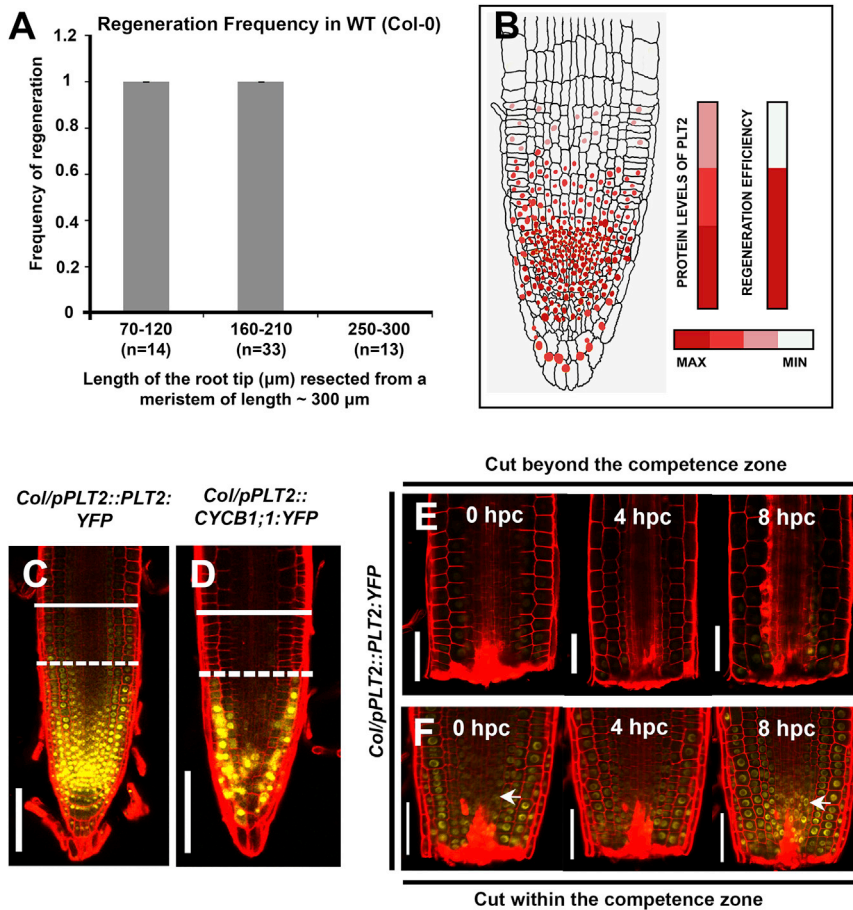 A
Regeneration Frequency in WT (Col-0)
Frequency of regeneration
1.2
1
0.8
0.6
0.4
0.2
0
70-120
(n=14)
160-210
(n=33)
250-300
(n=13)
Length of the root tip (µm) resected from a
meristem of length ~ 300 µm
B
PROTEIN LEVELS OF PLT2
REGENERATION EFFICIENCY
MAX
MIN
Col/pPLT2::PLT2:
YFP
C
Col/pPLT2::
CYCB1;1:YFP
D
Cut beyond the competence zone
Col/pPLT2::PLT2:YFP
E
0 hpc
4 hpc
8 hpc
F
0 hpc
4 hpc
8 hpc
Cut within the competence zone